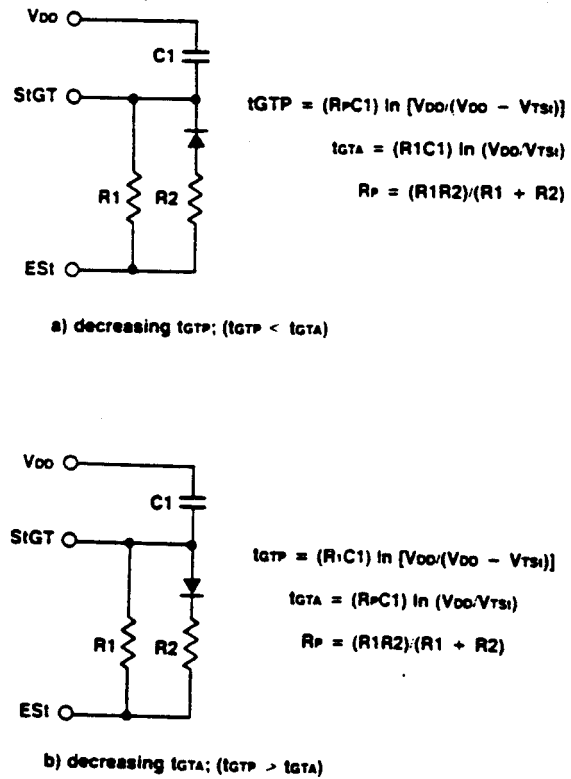 VDD
C1
StGT
tGTP = (RPC1) ln [VDD/(VDD − VTSt)]
tGTA = (R1C1) ln (VDD/VTSt)
R1 R2
RP = (R1R2)/(R1 + R2)
ESt
a) decreasing tGTP; (tGTP < tGTA)
VDD
C1
StGT
tGTP = (R1C1) ln [VDD/(VDD − VTSt)]
tGTA = (RPC1) ln (VDD/VTSt)
R1 R2
RP = (R1R2)/(R1 + R2)
ESt
b) decreasing tGTA; (tGTP > tGTA)